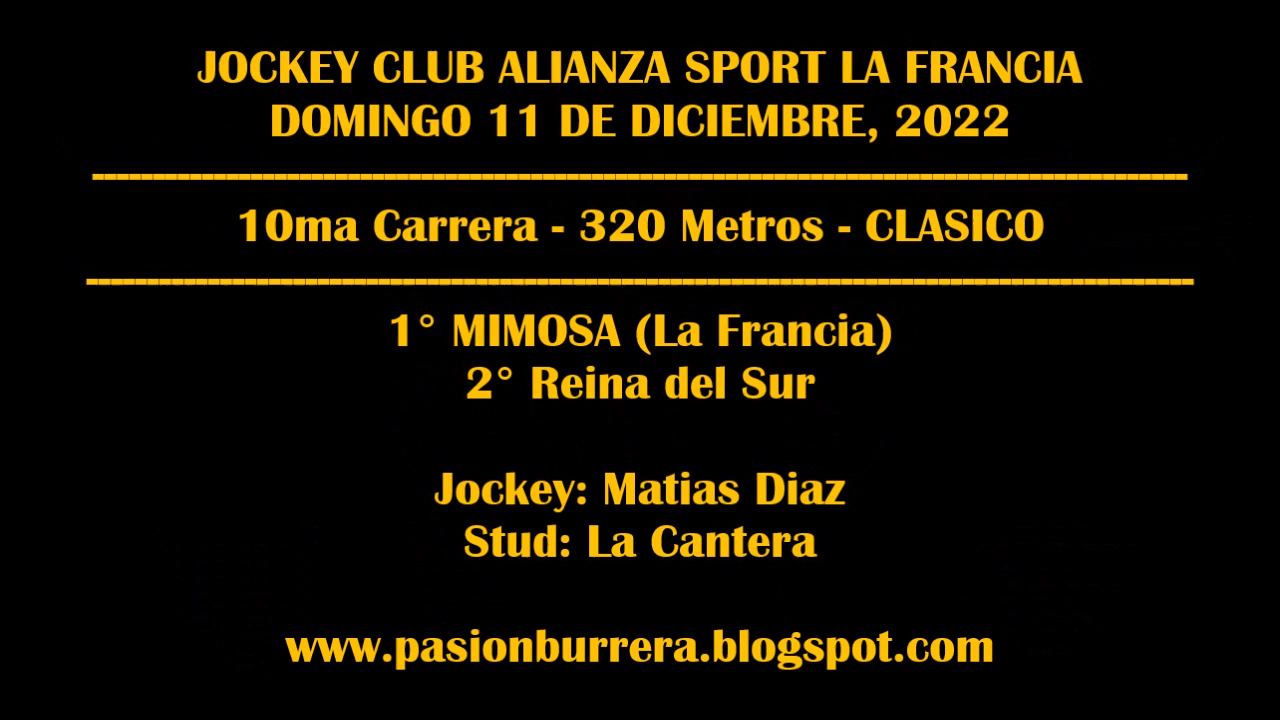 JOCKEY CLUB ALIANZA SPORT LA FRANCIA
DOMINGO 11 DE DICIEMBRE, 2022
10ma Carrera - 320 Metros - CLASICO
1° MIMOSA (La Francia)
2° Reina del Sur
Jockey: Matias Diaz
Stud: La Cantera
www.pasionburrera.blogspot.com